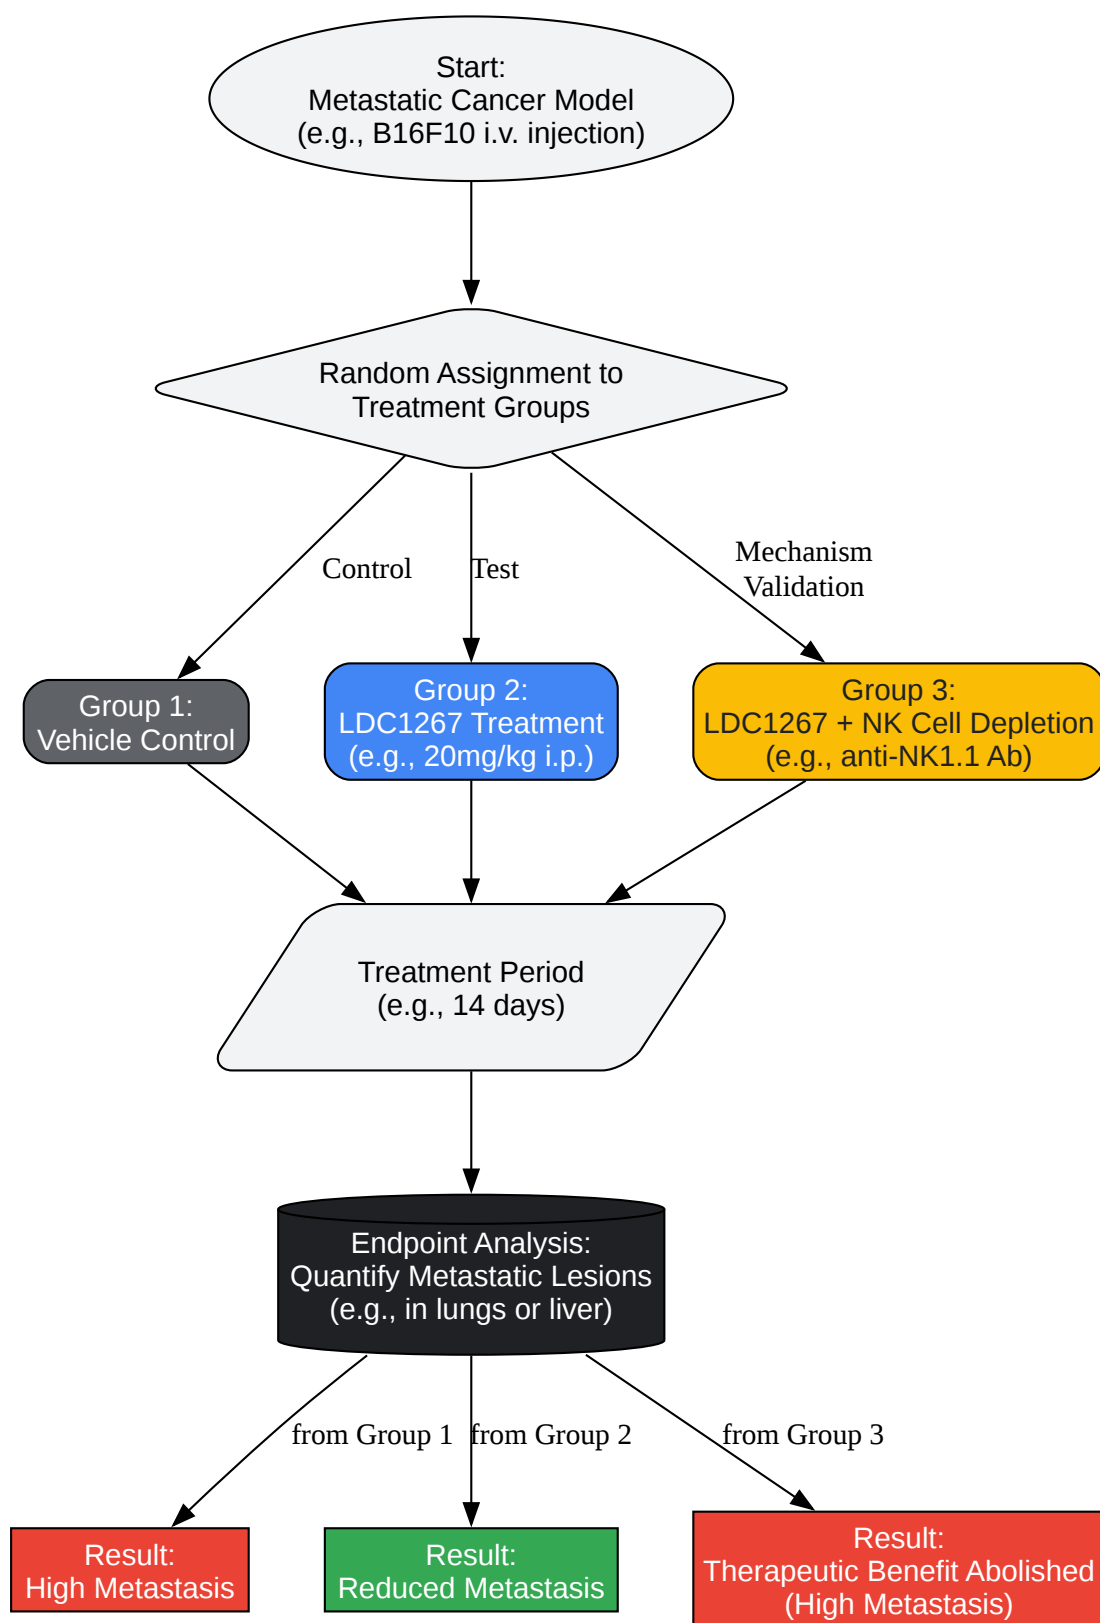 Start:
Metastatic Cancer Model
(e.g., B16F10 i.v. injection)
Random Assignment to
Treatment Groups
Control
Test
Mechanism
Validation
Group 1:
Vehicle Control
Group 2:
LDC1267 Treatment
(e.g., 20mg/kg i.p.)
Group 3:
LDC1267 + NK Cell Depletion
(e.g., anti-NK1.1 Ab)
Treatment Period
(e.g., 14 days)
Endpoint Analysis:
Quantify Metastatic Lesions
(e.g., in lungs or liver)
from Group 1
from Group 2
from Group 3
Result:
High Metastasis
Result:
Reduced Metastasis
Result:
Therapeutic Benefit Abolished
(High Metastasis)